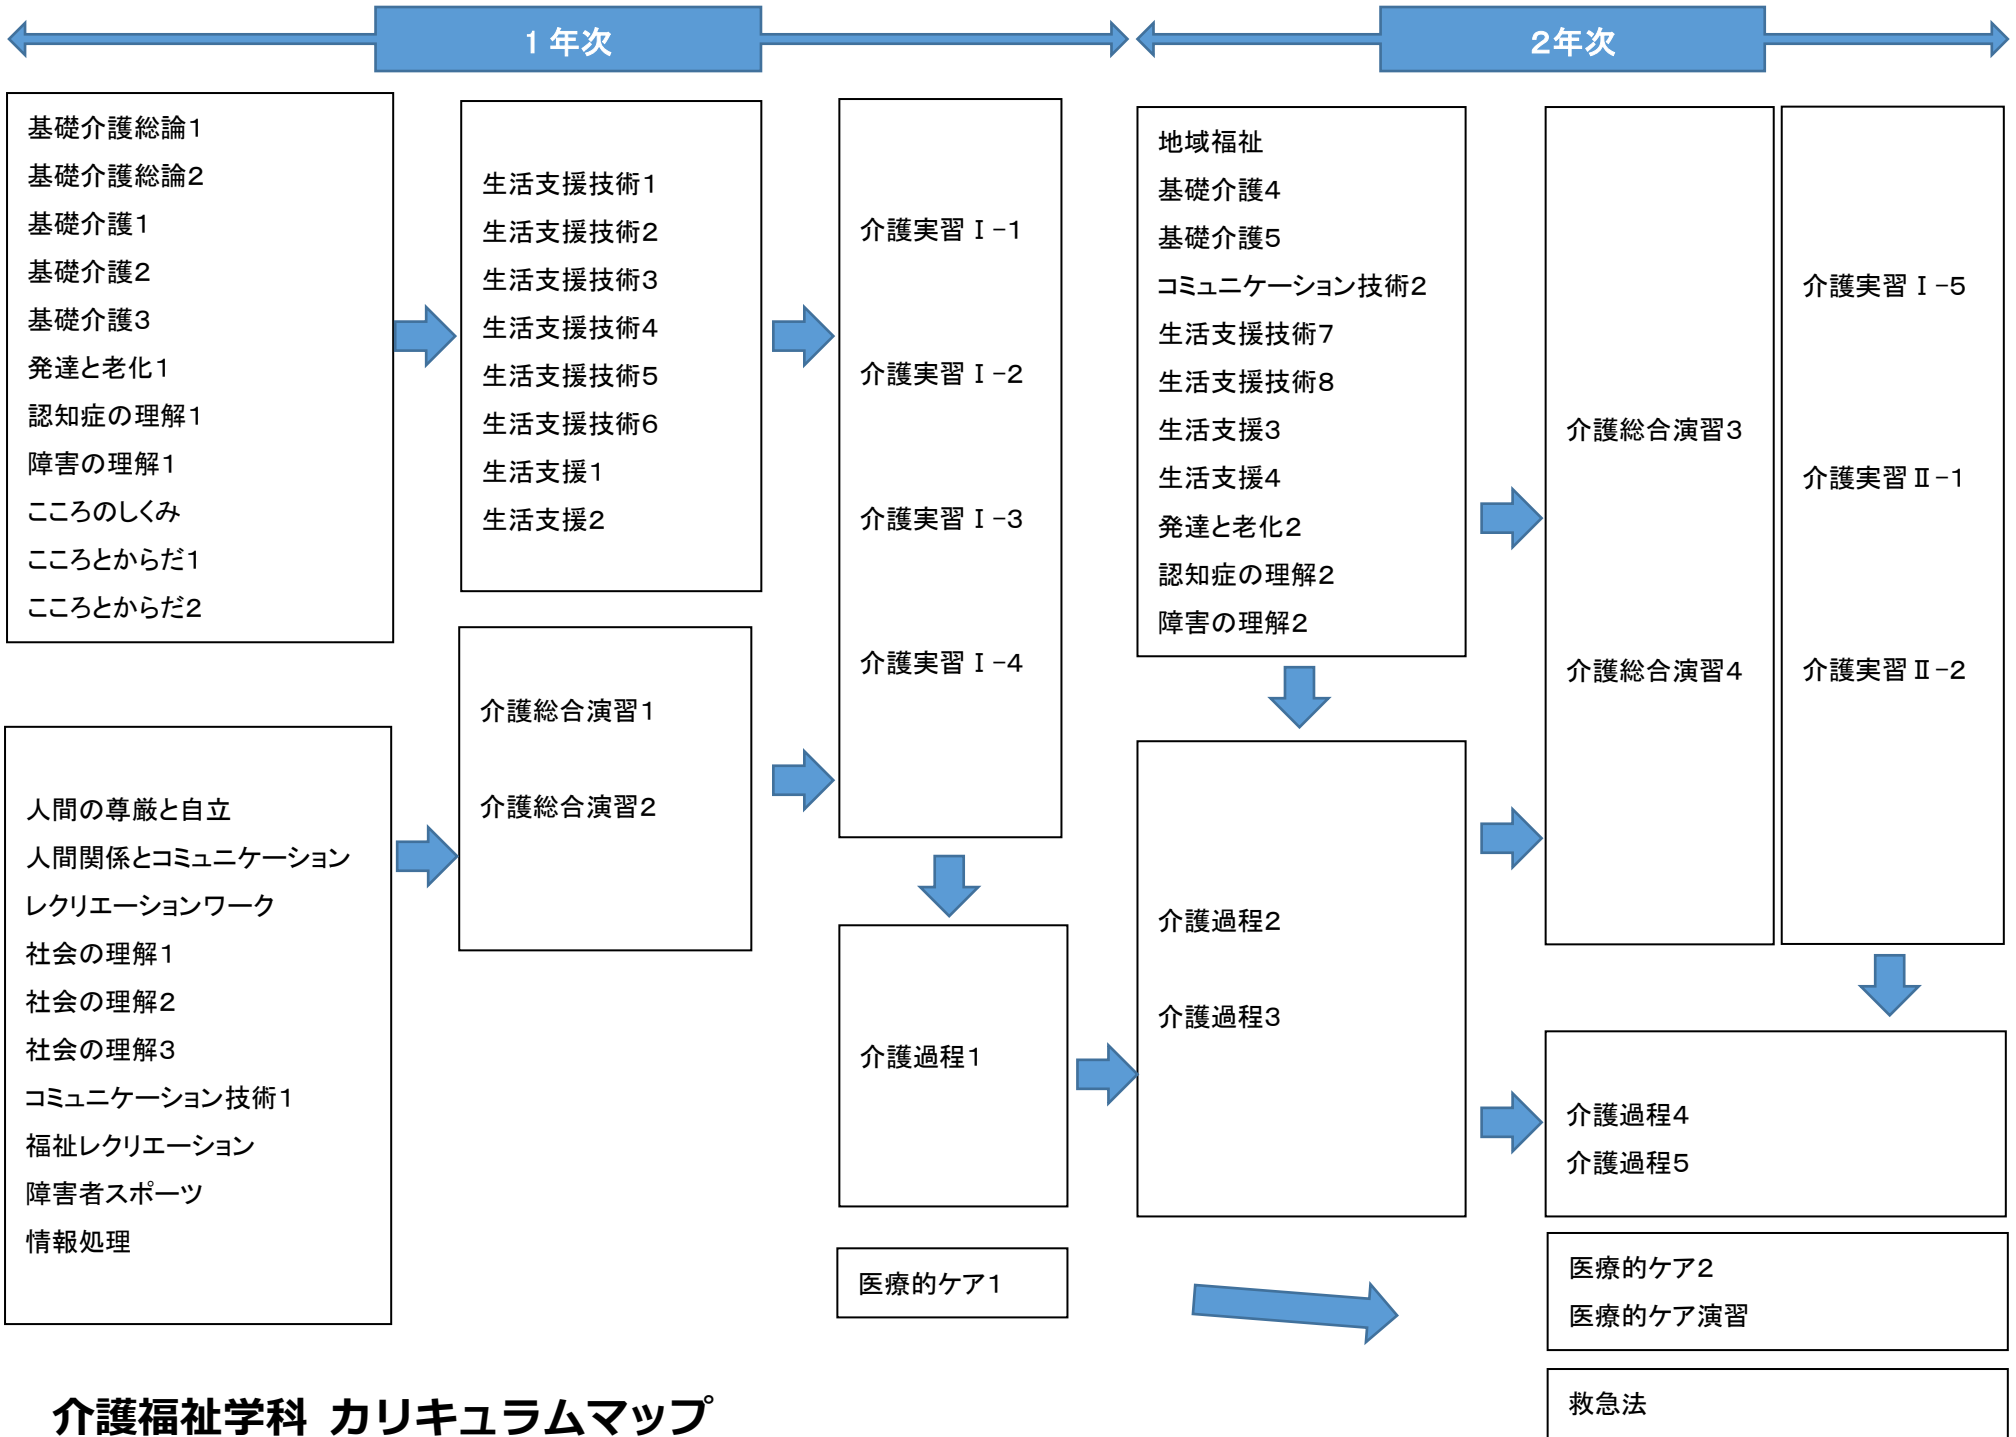 1年次
2年次
基礎介護総論1
基礎介護総論2
基礎介護1
基礎介護2
基礎介護3
発達と老化1
認知症の理解1
障害の理解1
こころのしくみ
こころとからだ1
こころとからだ2
人間の尊厳と自立
人間関係とコミュニケーション
レクリエーションワーク
社会の理解1
社会の理解2
社会の理解3
コミュニケーション技術1
福祉レクリエーション
障害者スポーツ
情報処理
生活支援技術1
生活支援技術2
生活支援技術3
生活支援技術4
生活支援技術5
生活支援技術6
生活支援1
生活支援2
介護総合演習1
介護総合演習2
介護実習Ⅰ-1
介護実習Ⅰ-2
介護実習Ⅰ-3
介護実習Ⅰ-4
介護過程1
医療的ケア1
地域福祉
基礎介護4
基礎介護5
コミュニケーション技術2
生活支援技術7
生活支援技術8
生活支援3
生活支援4
発達と老化2
認知症の理解2
障害の理解2
介護過程2
介護過程3
介護総合演習3
介護総合演習4
介護実習Ⅰ-5
介護実習Ⅱ-1
介護実習Ⅱ-2
介護過程4
介護過程5
医療的ケア2
医療的ケア演習
救急法
介護福祉学科 カリキュラムマップ